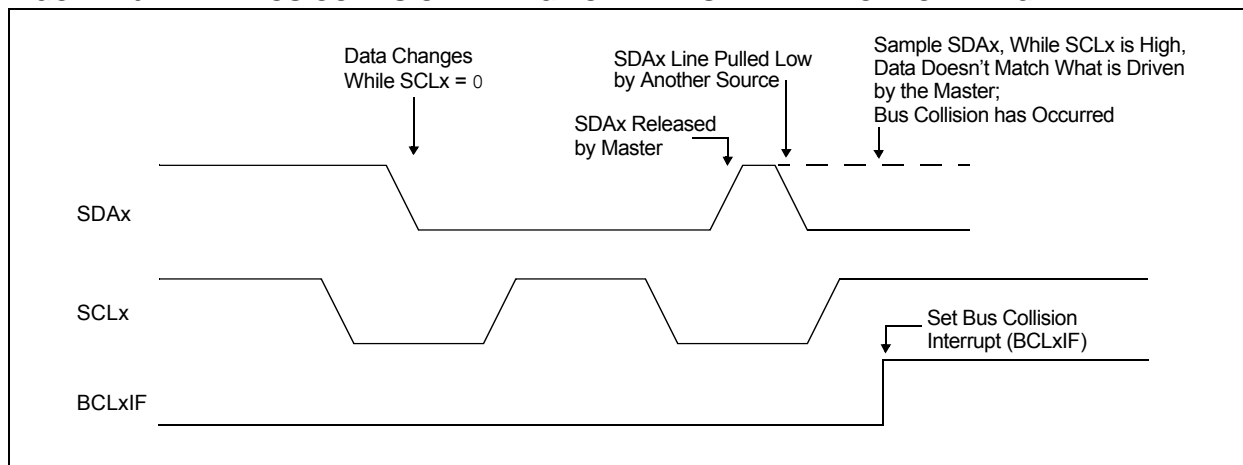 Data Changes
While SCLx = 0
SDAx Line Pulled Low
by Another Source
Sample SDAx, While SCLx is High,
Data Doesn't Match What is Driven
by the Master;
Bus Collision has Occurred
SDAx Released
by Master
SDAx
SCLx
Set Bus Collision
Interrupt (BCLxIF)
BCLxIF